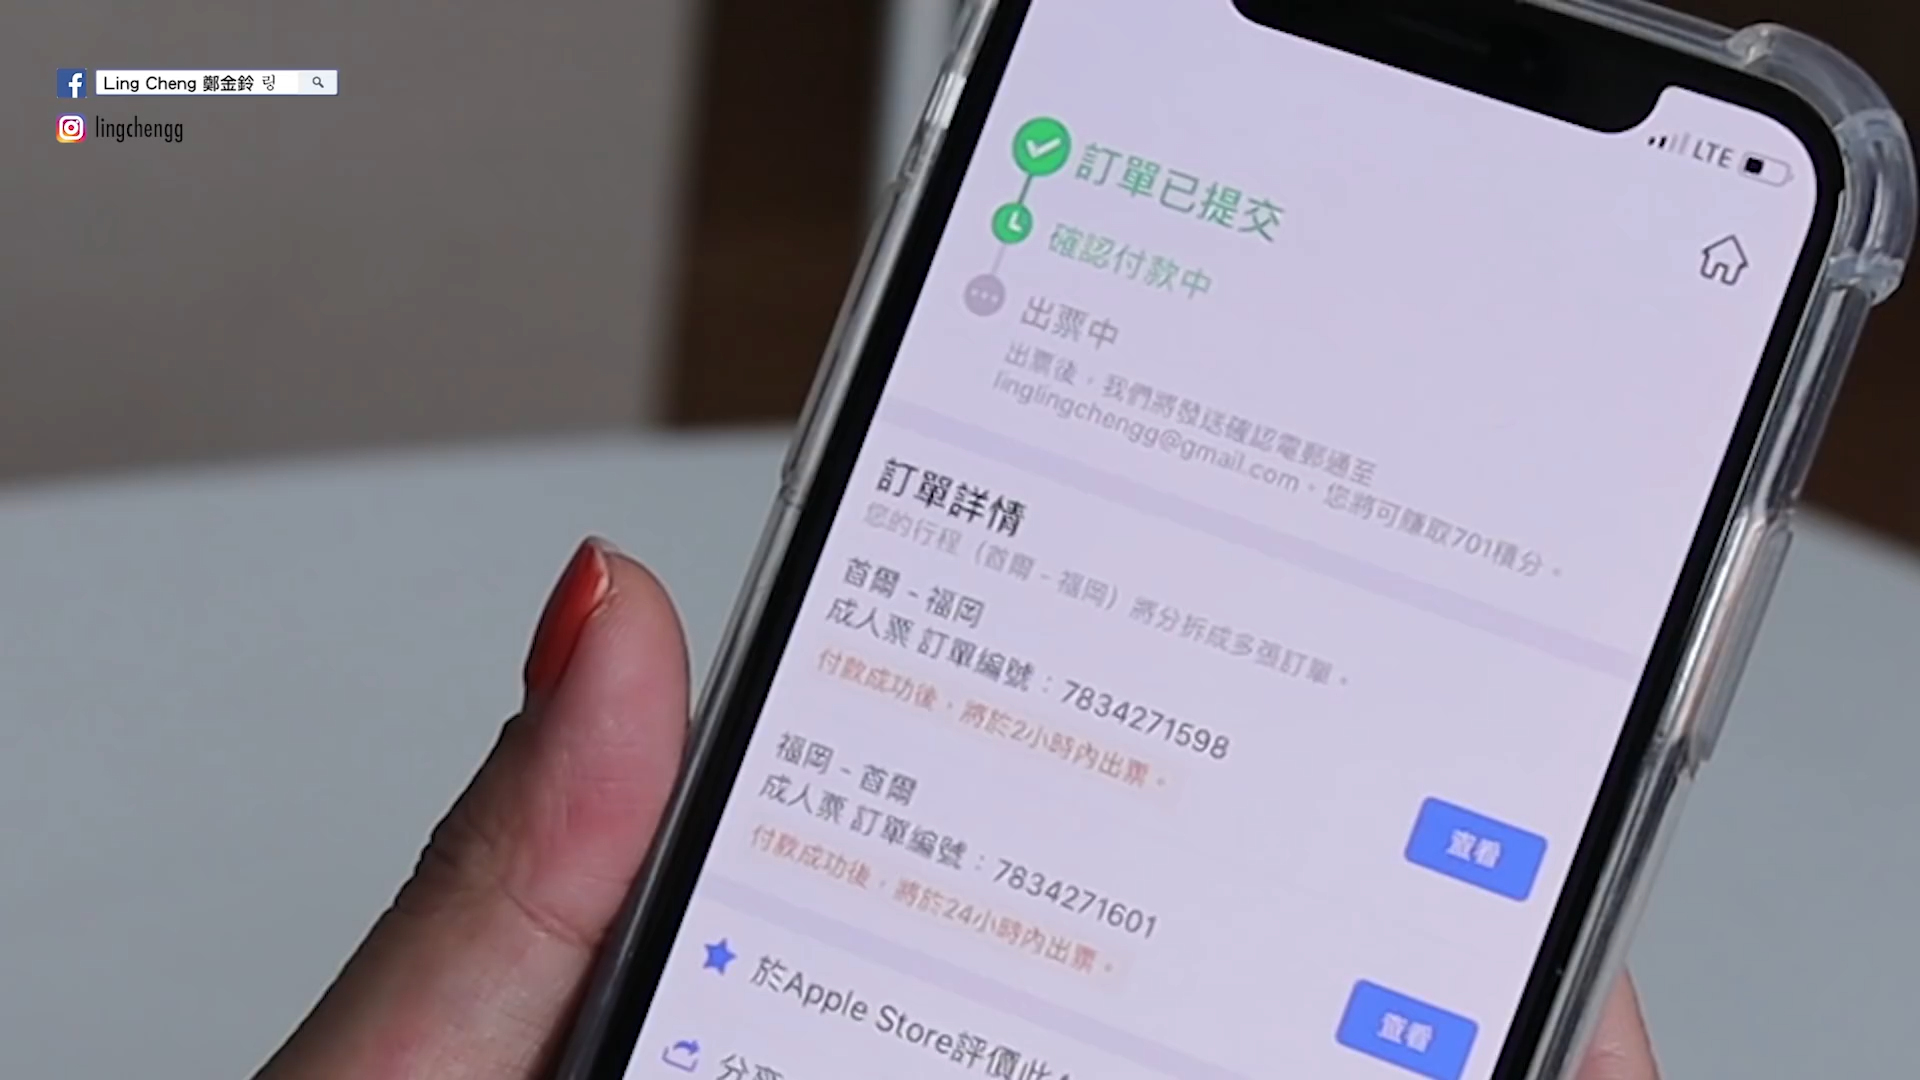 Ling Cheng 鄭金鈴 링
lingchengg
LTE
訂單已提交
確認付款中
出票中
出票後，我們將發送確認電郵通至
linglingchengg@gmail.com。您將可賺取701積分。
訂單詳情
您的行程（首爾 - 福岡）將分拆成多張訂單。
首爾 - 福岡
成人票 訂單編號：7834271598
付款成功後，將於2小時內出票。
查看
福岡 - 首爾
成人票 訂單編號：7834271601
付款成功後，將於24小時內出票。
查看
於Apple Store評價此
分享